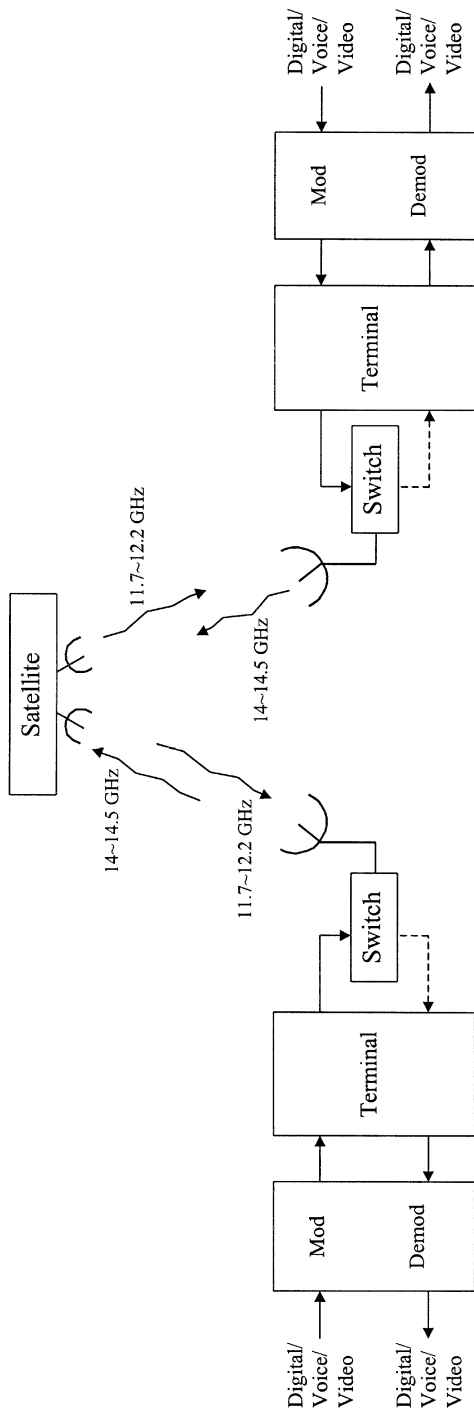 Satellite
14~14.5 GHz
11.7~12.2 GHz
11.7~12.2 GHz
14~14.5 GHz
Digital/
Voice/
Video
Mod
Terminal
Switch
Switch
Terminal
Mod
Digital/
Voice/
Video
Digital/
Voice/
Video
Demod
Demod
Digital/
Voice/
Video